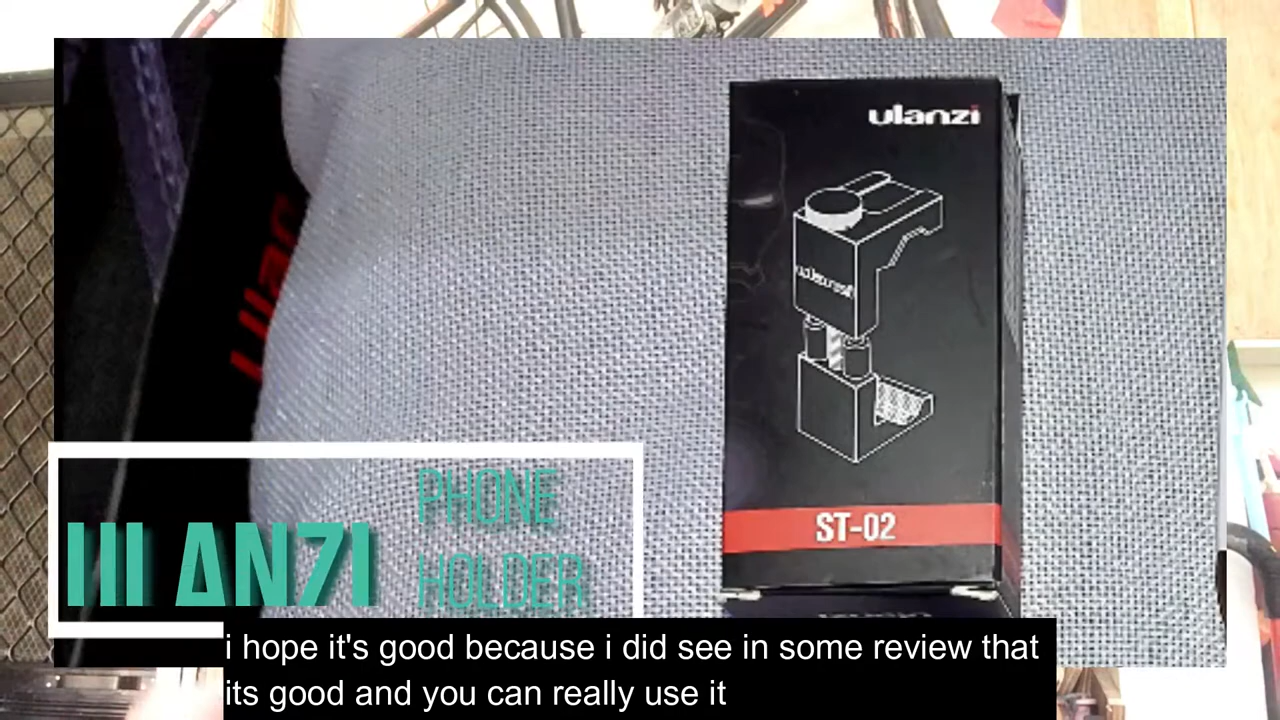 ulanzi
ST-02
PHONE
HOLDER
i hope it's good because i did see in some review that
its good and you can really use it